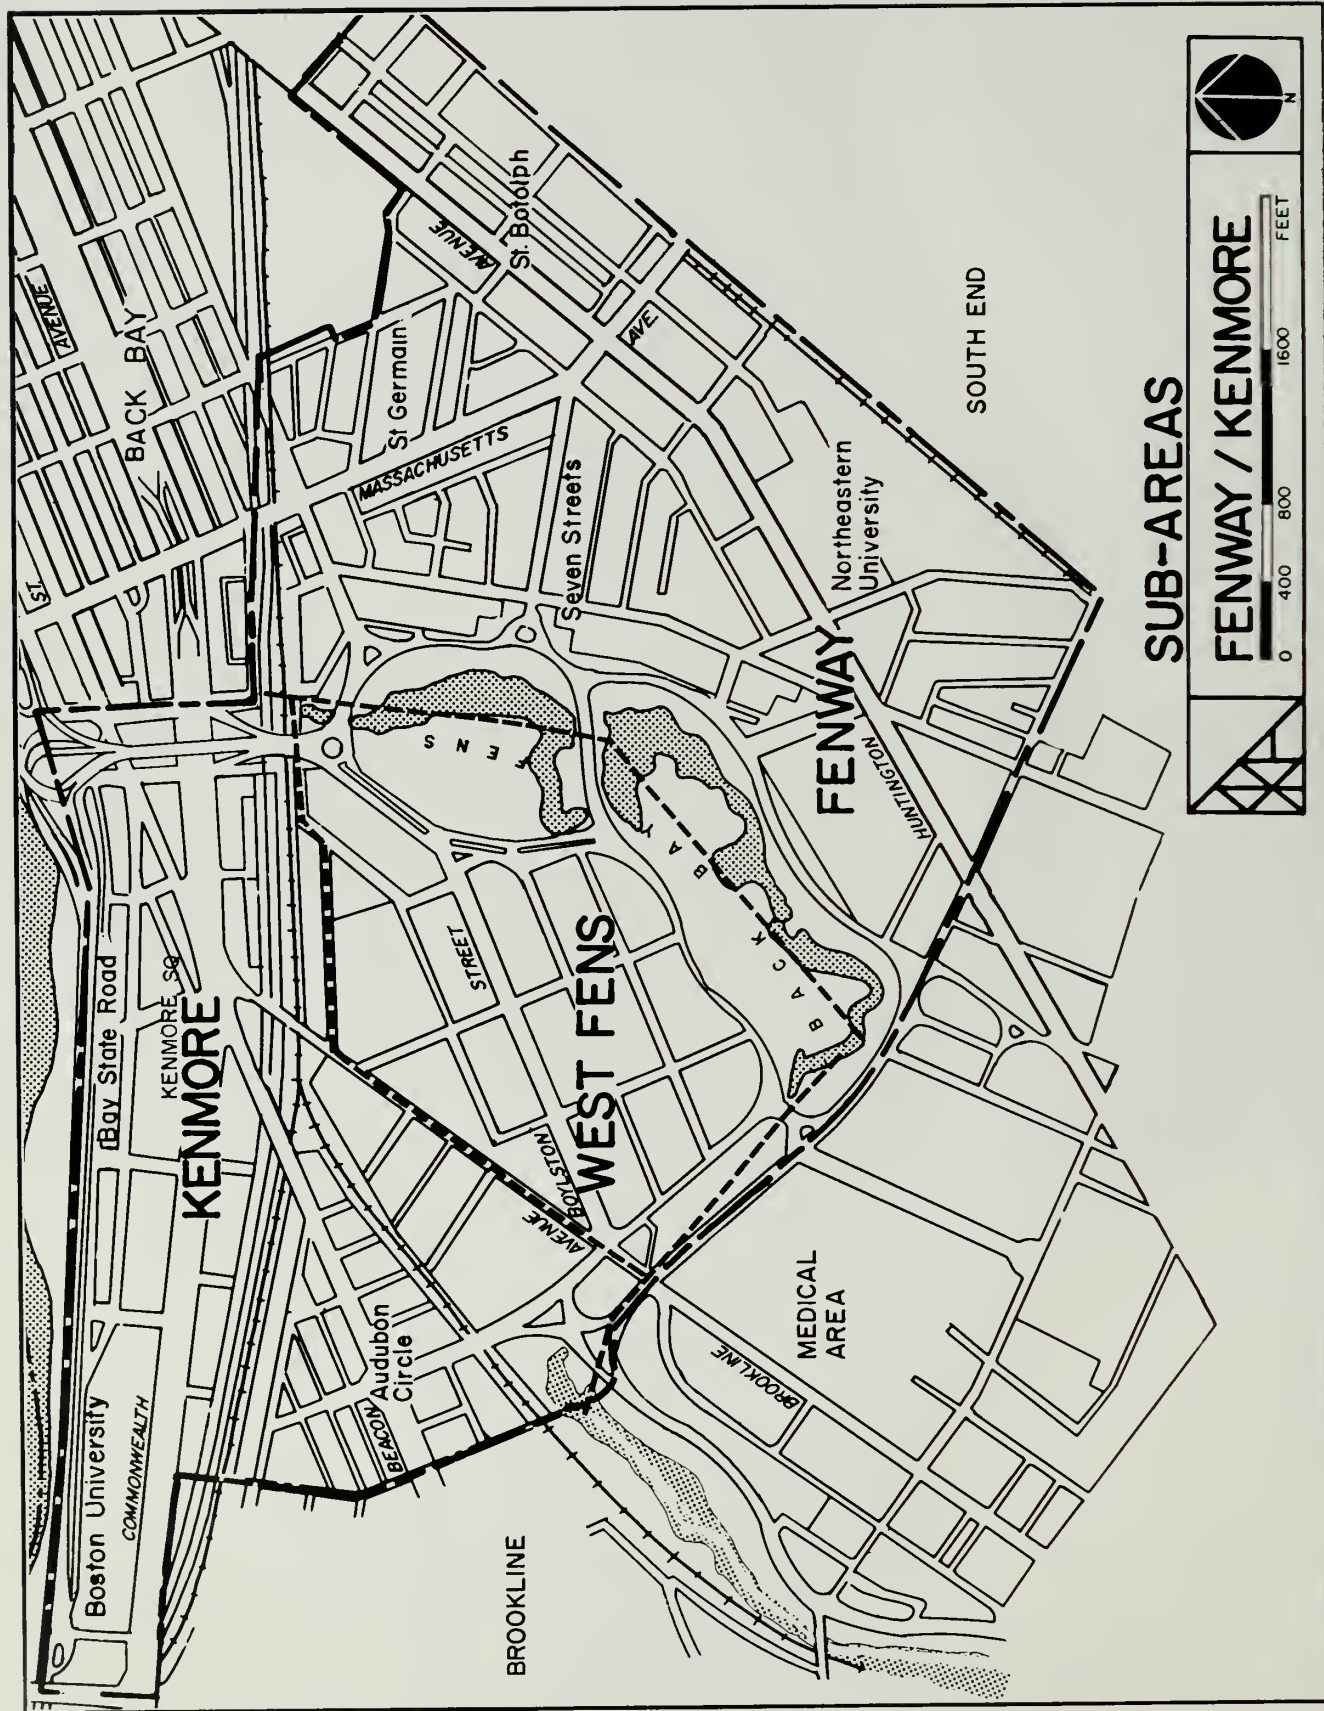 BACK BAY
AVENUE
ST.
Bay State Road
KENMORE SQ
KENMORE
Boston University
COMMONWEALTH
St Germain
MASSACHUSETTS
AVENUE
St. Botolph
AVE.
Seven Streets
FENS
BACK BAY
STREET
WEST FENS
BOYLSTON
AVENUE
Audubon
Circle
BEACON
BROOKLINE
Northeastern
University
FENWAY
HUNTINGTON
SOUTH END
MEDICAL
AREA
BROOKLINE
SUB-AREAS
FENWAY / KENMORE
0 400 800 1600 FEET
N